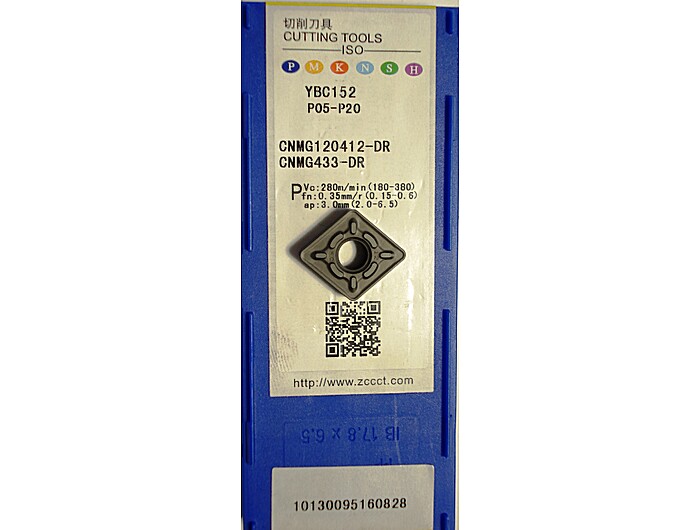 切削刀具
CUTTING TOOLS
ISO
P M K N S H
YBC152
P05-P20
CNMG120412-DR
CNMG433-DR
P Vc:280m/min(180-380)
fn:0.35mm/r(0.15-0.6)
ap:3.0mm(2.0-6.5)
http://www.zccct.com
IB 17.8 x 6.5
PP
10130095160828